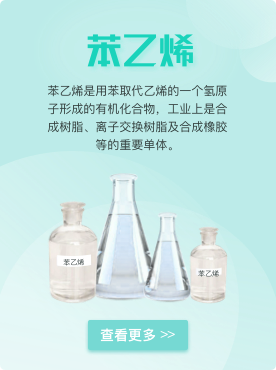 苯乙烯
苯乙烯是用苯取代乙烯的一个氢原
子形成的有机化合物，工业上是合
成树脂、离子交换树脂及合成橡胶
等的重要单体。
苯乙烯
苯乙烯
查看更多 >>